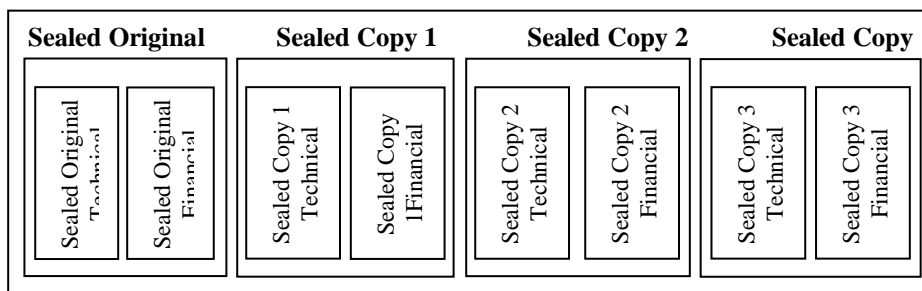 Sealed Original
Sealed Copy 1
Sealed Copy 2
Sealed Copy
Sealed Original
Technical
Sealed Original
Financial
Sealed Copy 1
Technical
Sealed Copy
1Financial
Sealed Copy 2
Technical
Sealed Copy 2
Financial
Sealed Copy 3
Technical
Sealed Copy 3
Financial